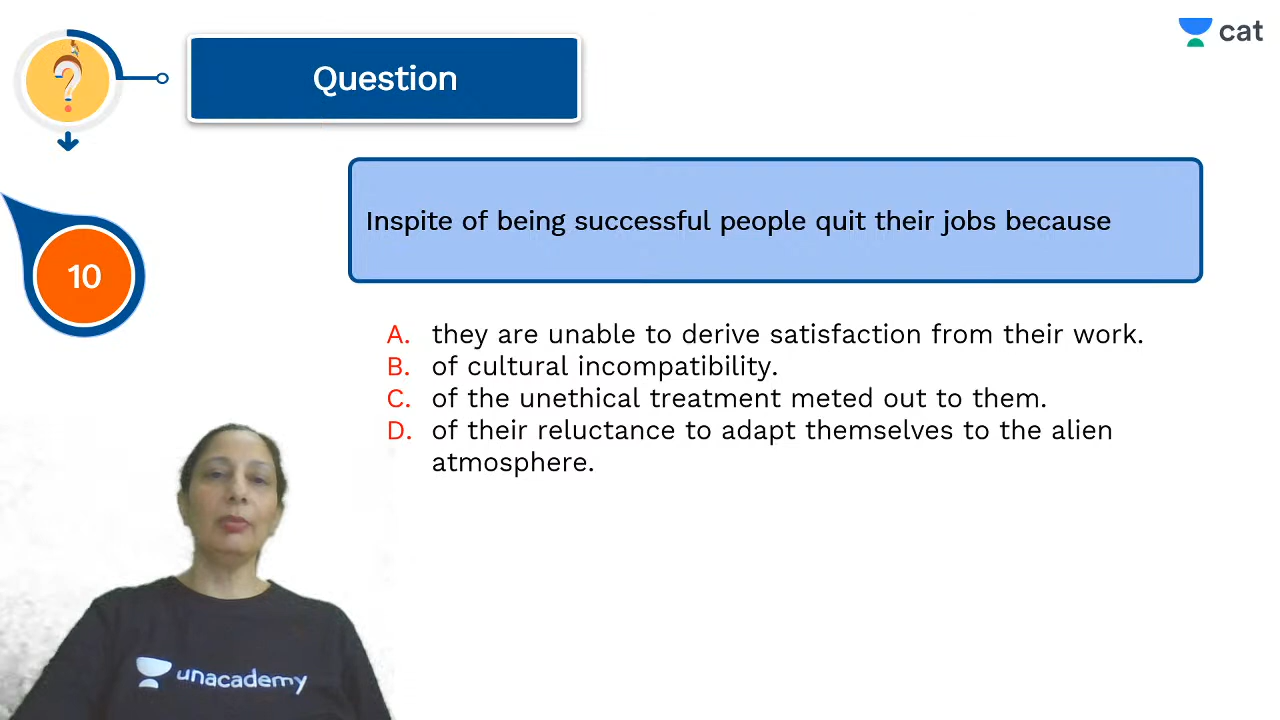 cat
Question
Inspite of being successful people quit their jobs because
10
A. they are unable to derive satisfaction from their work.
B. of cultural incompatibility.
C. of the unethical treatment meted out to them.
D. of their reluctance to adapt themselves to the alien
atmosphere.
unacademy